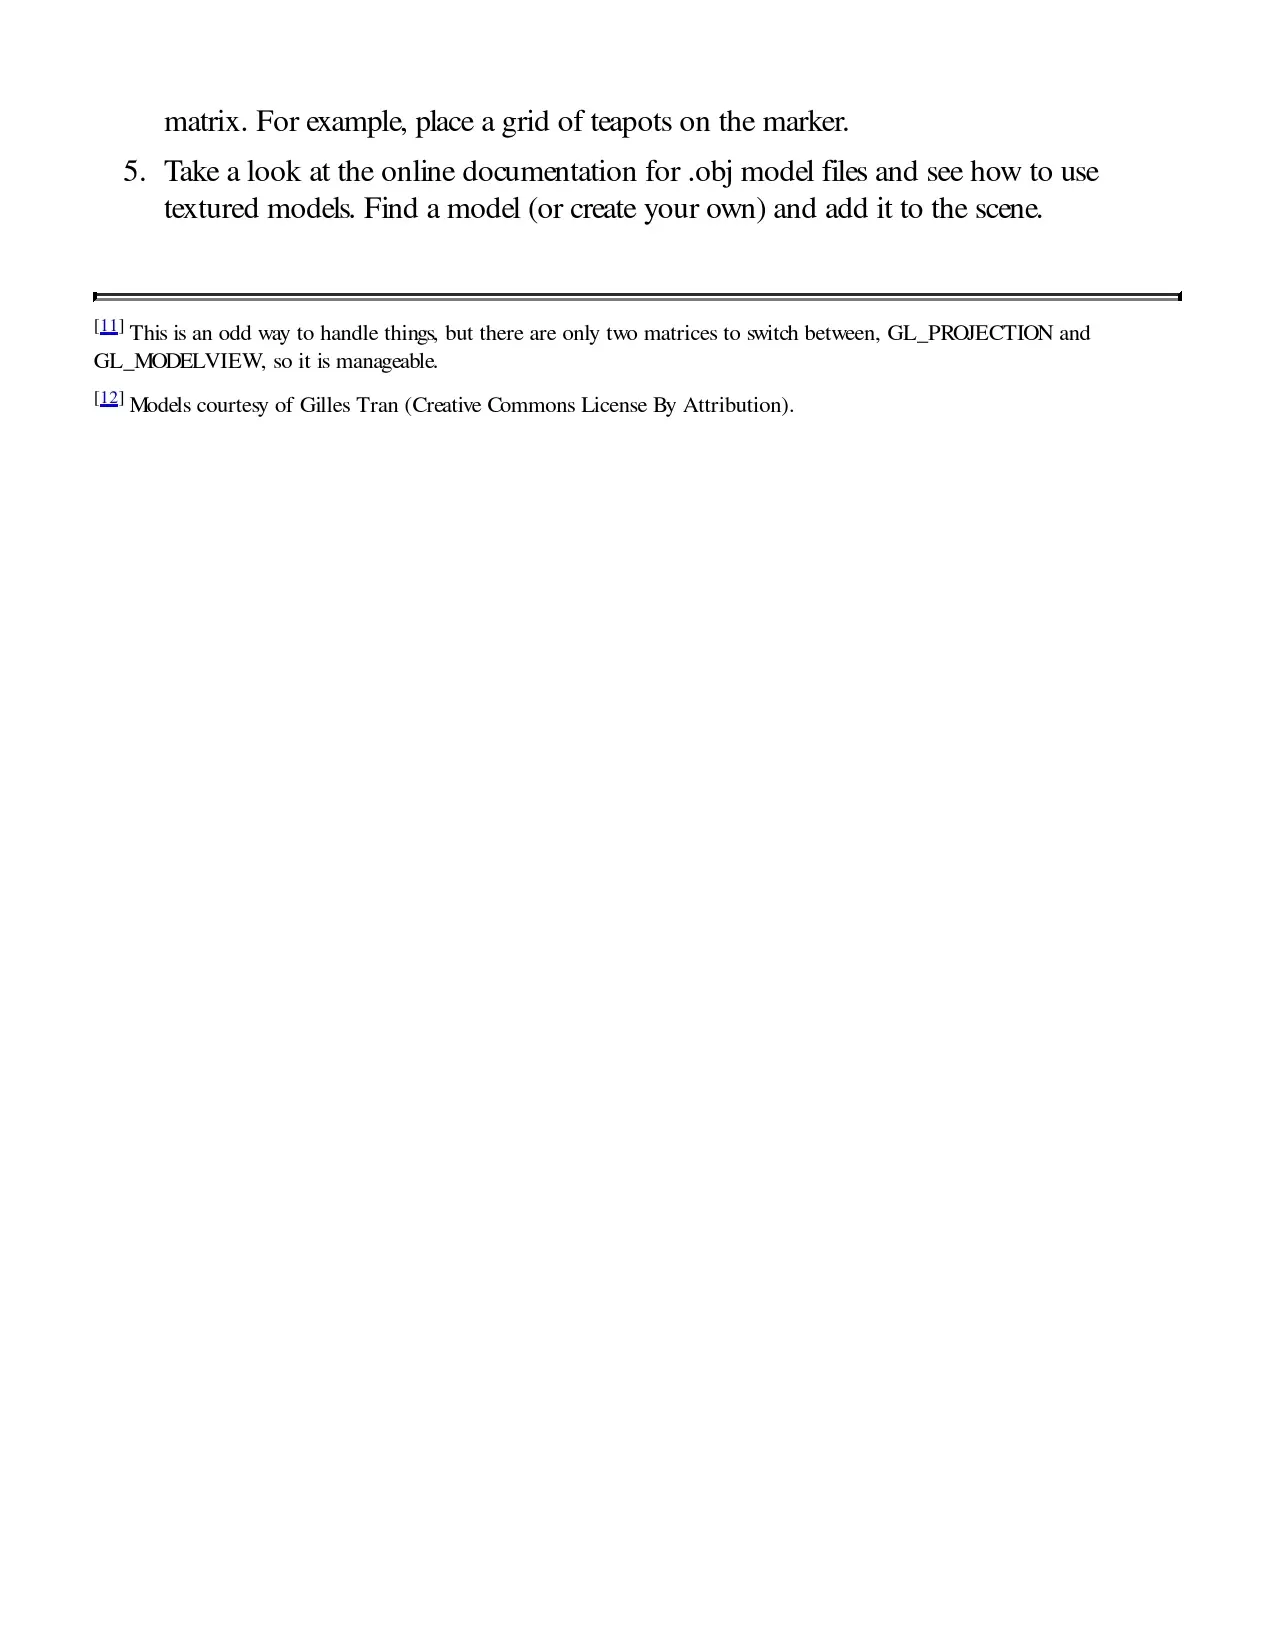 matrix. For example, place a grid of teapots on the marker.
5. Take a look at the online documentation for .obj model files and see how to use
textured models. Find a model (or create your own) and add it to the scene.
[11] This is an odd way to handle things, but there are only two matrices to switch between, GL_PROJECTION and
GL_MODELVIEW, so it is manageable.
[12] Models courtesy of Gilles Tran (Creative Commons License By Attribution).